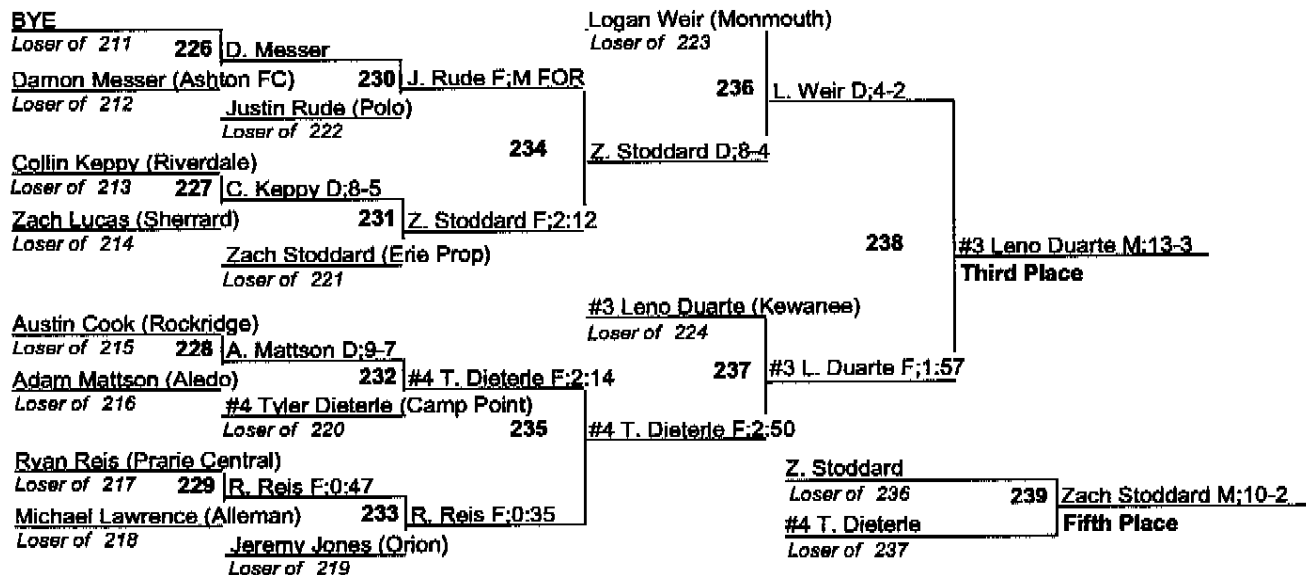 BYE
Loser of 211
226 D. Messer
Damon Messer (Ashton FC)
Loser of 212
230 J. Rude F;M FOR
Justin Rude (Polo)
Loser of 222
Collin Keppy (Riverdale)
Loser of 213
227 C. Keppy D;8-5
Zach Lucas (Sherrard)
Loser of 214
231 Z. Stoddard F;2:12
Zach Stoddard (Erie Prop)
Loser of 221
234 Z. Stoddard D;8-4
Logan Weir (Monmouth)
Loser of 223
236 L. Weir D;4-2
Austin Cook (Rockridge)
Loser of 215
228 A. Mattson D;9-7
Adam Mattson (Aledo)
Loser of 216
232 #4 T. Dieterle F;2:14
#4 Tyler Dieterle (Camp Point)
Loser of 220
Ryan Reis (Prarie Central)
Loser of 217
229 R. Reis F;0:47
Michael Lawrence (Alleman)
Loser of 218
233 R. Reis F;0:35
Jeremy Jones (Orion)
Loser of 219
235 #4 T. Dieterle F;2:50
#3 Leno Duarte (Kewanee)
Loser of 224
237 #3 L. Duarte F;1:57
238 #3 Leno Duarte M;13-3
Third Place
Z. Stoddard
Loser of 236
239 Zach Stoddard M;10-2
#4 T. Dieterle
Fifth Place
Loser of 237